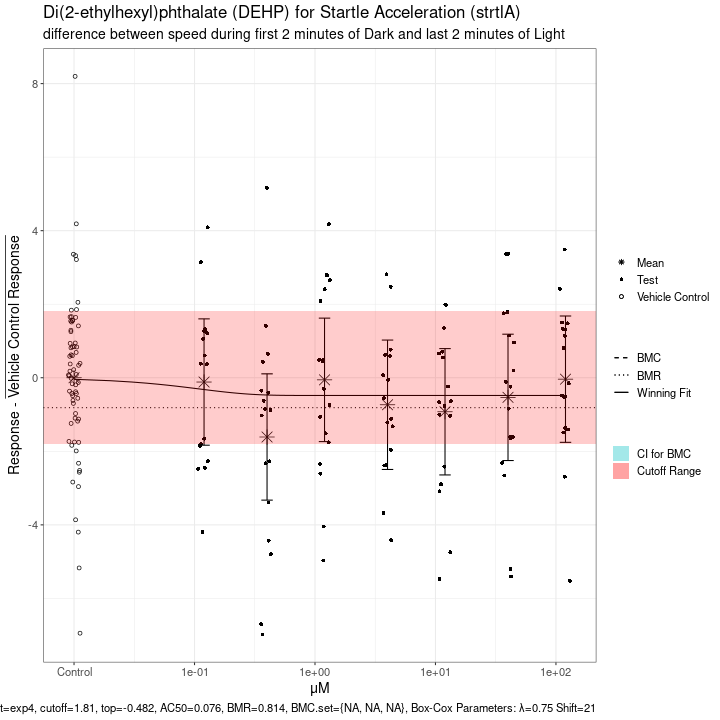 Di(2-ethylhexyl)phthalate (DEHP) for Startle Acceleration (strtlA)
difference between speed during first 2 minutes of Dark and last 2 minutes of Light
Response - Vehicle Control Response
8
4
0
-4
Control
1e-01
1e+00
1e+01
1e+02
μM
Mean
Test
Vehicle Control
BMC
BMR
Winning Fit
CI for BMC
Cutoff Range
t=exp4, cutoff=1.81, top=-0.482, AC50=0.076, BMR=0.814, BMC.set={NA, NA, NA}, Box-Cox Parameters: λ=0.75 Shift=21